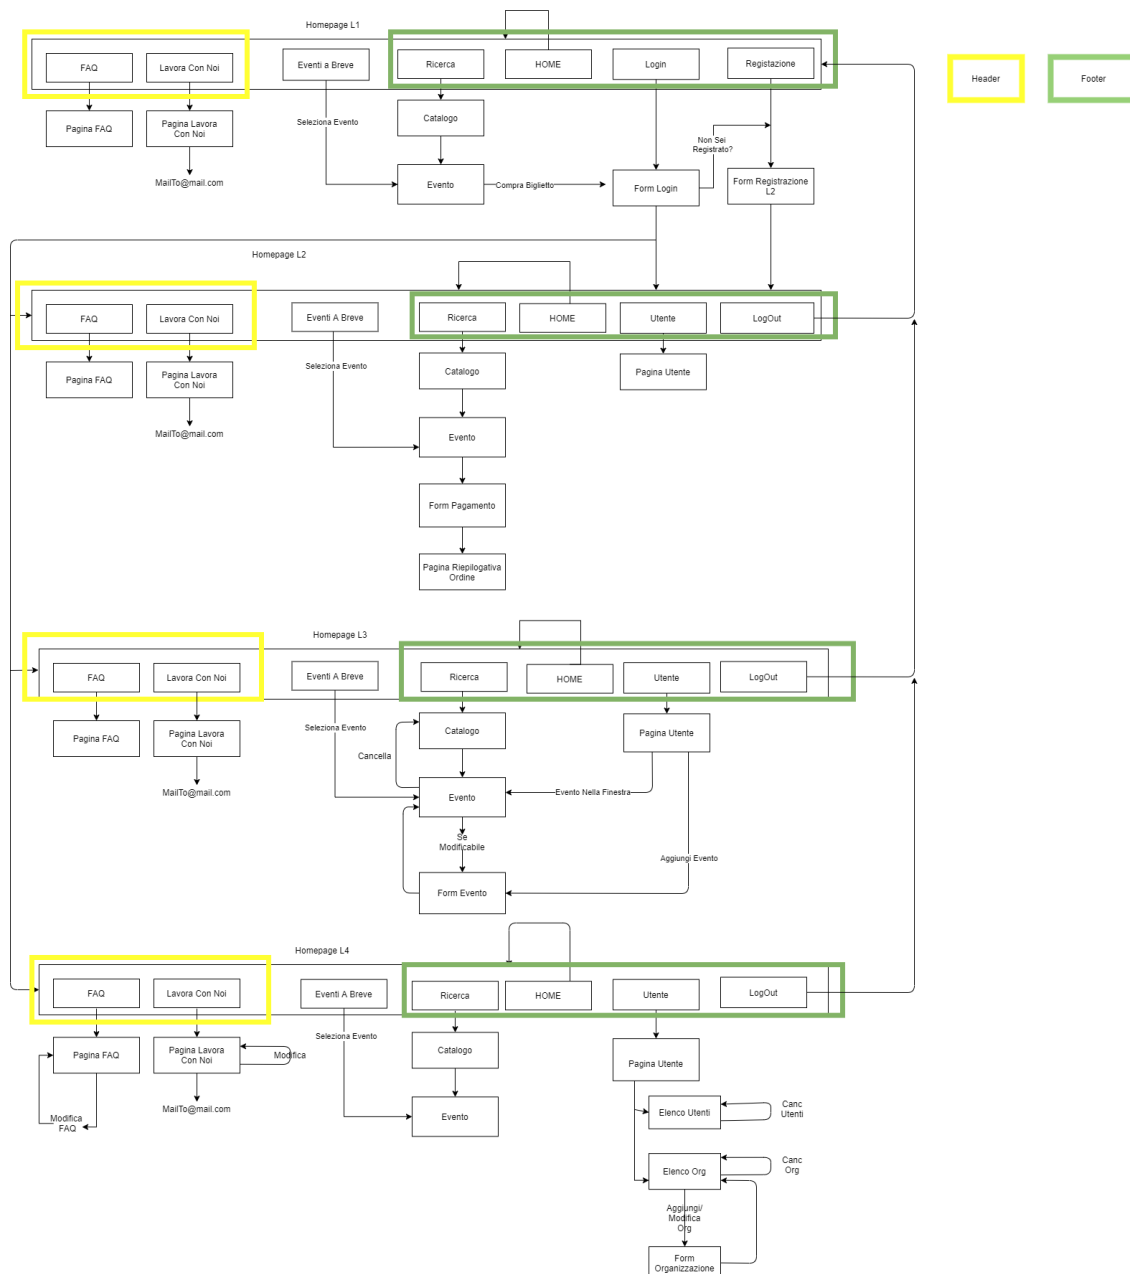 Homepage L1
FAQ
Lavora Con Noi
Eventi a Breve
Ricerca
HOME
Login
Registazione
Header
Footer
Pagina FAQ
Pagina Lavora
Con Noi
Seleziona Evento
Catalogo
Non Sei
Registrato?
MailTo@mail.com
Evento
Compra Biglietto
Form Login
Form Registrazione
L2
Homepage L2
FAQ
Lavora Con Noi
Eventi A Breve
Ricerca
HOME
Utente
LogOut
Pagina FAQ
Pagina Lavora
Con Noi
Seleziona Evento
Catalogo
Pagina Utente
MailTo@mail.com
Evento
Form Pagamento
Pagina Riepilogativa
Ordine
Homepage L3
FAQ
Lavora Con Noi
Eventi A Breve
Ricerca
HOME
Utente
LogOut
Pagina FAQ
Pagina Lavora
Con Noi
Seleziona Evento
Catalogo
Pagina Utente
Cancella
MailTo@mail.com
Evento
Evento Nella Finestra
Se
Modificabile
Aggiungi Evento
Form Evento
Homepage L4
FAQ
Lavora Con Noi
Eventi A Breve
Ricerca
HOME
Utente
LogOut
Pagina FAQ
Pagina Lavora
Con Noi
Modifica
Seleziona Evento
Catalogo
Pagina Utente
MailTo@mail.com
Modifica
FAQ
Evento
Elenco Utenti
Canc
Utenti
Elenco Org
Canc
Org
Aggiungi/
Modifica
Org
Form
Organizzazione